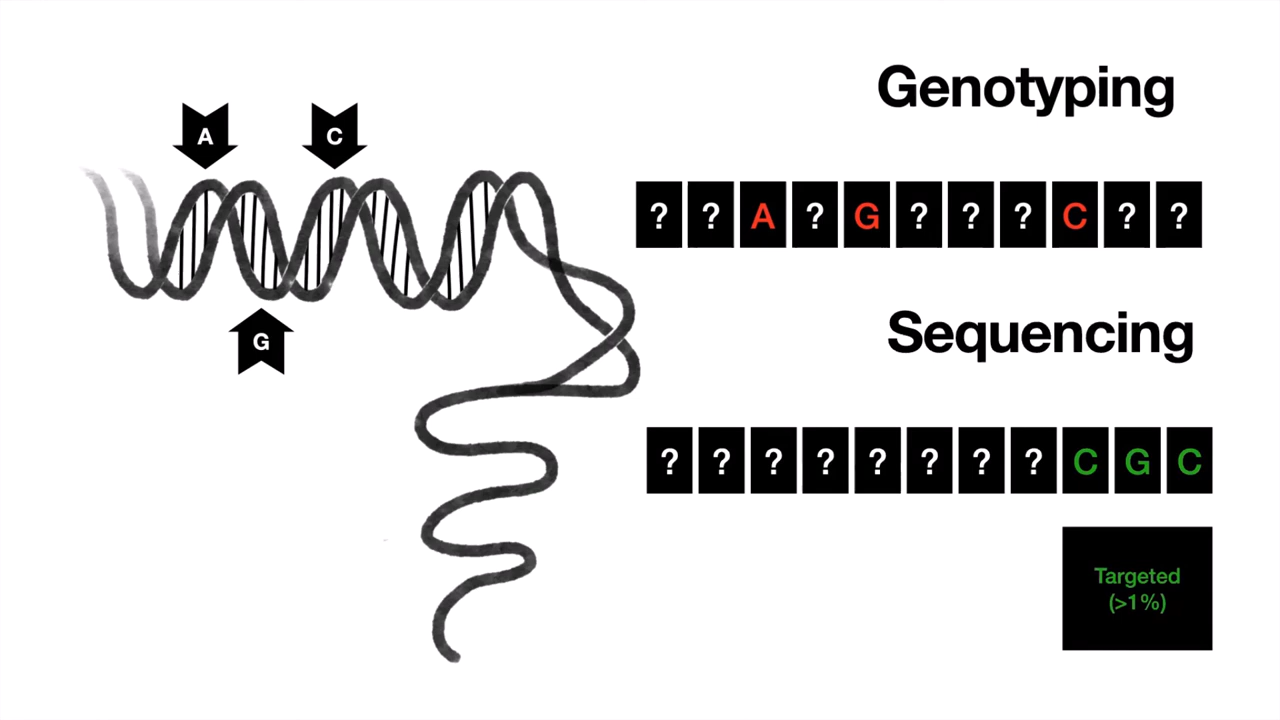 Genotyping
A C
? ? A ? G ? ? ? C ? ?
G
Sequencing
? ? ? ? ? ? ? ? C G C
Targeted
(>1%)